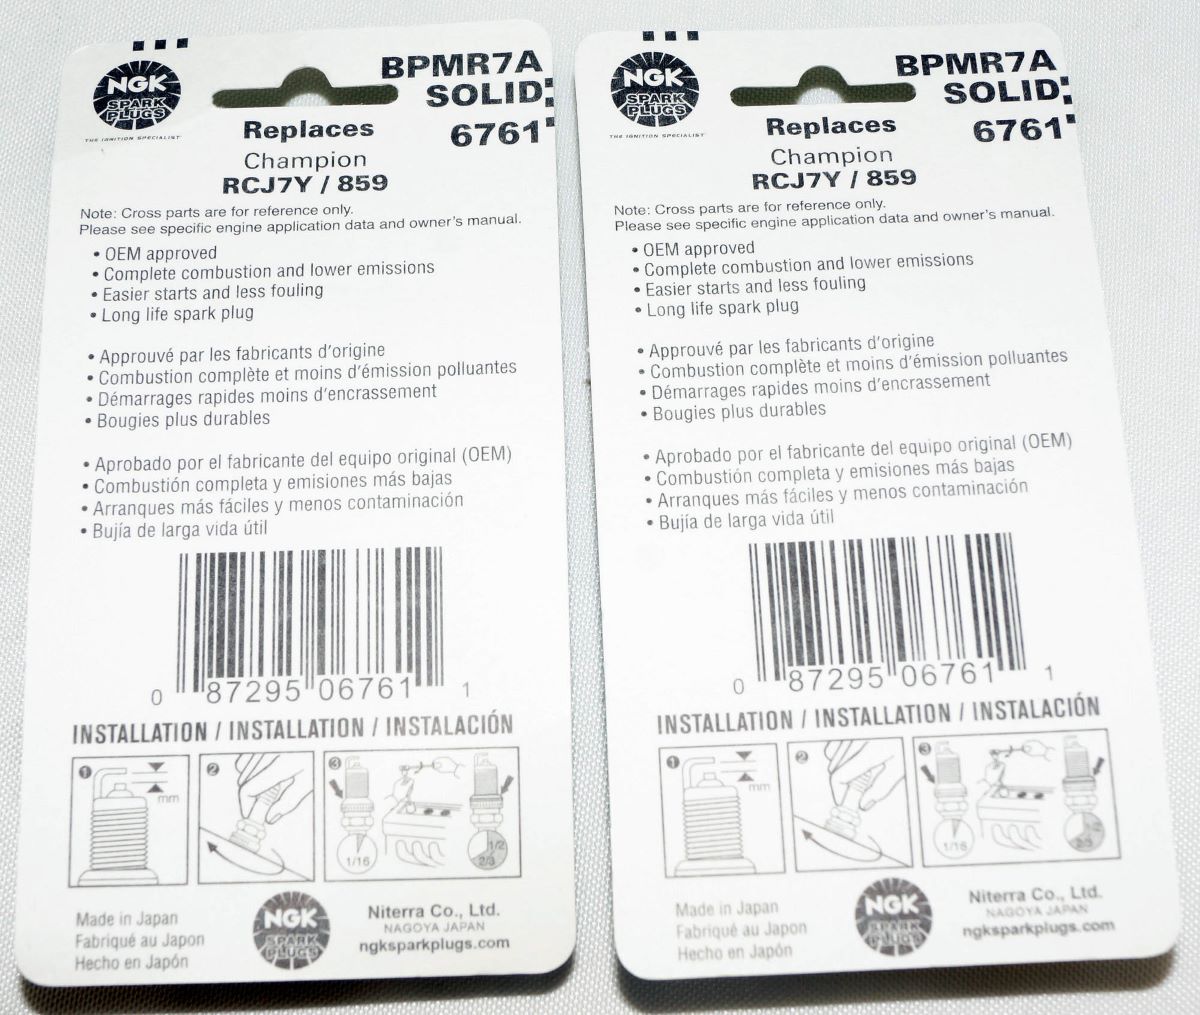 NGK
SPARK
PLUGS
THE IGNITION SPECIALIST
BPMR7A
SOLID
6761
Replaces
Champion
RCJ7Y / 859
Note: Cross parts are for reference only.
Please see specific engine application data and owner's manual.
• OEM approved
• Complete combustion and lower emissions
• Easier starts and less fouling
• Long life spark plug
• Approuvé par les fabricants d'origine
• Combustion complète et moins d'émission polluantes
• Démarrages rapides moins d'encrassement
• Bougies plus durables
• Aprobado por el fabricante del equipo original (OEM)
• Combustión completa y emisiones más bajas
• Arranques más fáciles y menos contaminación
• Bujía de larga vida útil
0 87295 06761 1
INSTALLATION / INSTALLATION / INSTALACIÓN
1
mm
2
3
1/16
1/2
2/3
Made in Japan
Fabriqué au Japon
Hecho en Japón
NGK
SPARK
PLUGS
Niterra Co., Ltd.
NAGOYA JAPAN
ngksparkplugs.com
NGK
SPARK
PLUGS
THE IGNITION SPECIALIST
BPMR7A
SOLID
6761
Replaces
Champion
RCJ7Y / 859
Note: Cross parts are for reference only.
Please see specific engine application data and owner's manual.
• OEM approved
• Complete combustion and lower emissions
• Easier starts and less fouling
• Long life spark plug
• Approuvé par les fabricants d'origine
• Combustion complète et moins d'émission polluantes
• Démarrages rapides moins d'encrassement
• Bougies plus durables
• Aprobado por el fabricante del equipo original (OEM)
• Combustión completa y emisiones más bajas
• Arranques más fáciles y menos contaminación
• Bujía de larga vida útil
0 87295 06761 1
INSTALLATION / INSTALLATION / INSTALACIÓN
1
mm
2
3
1/16
2/3
Made in Japan
Fabriqué au Japon
Hecho en Japón
NGK
SPARK
PLUGS
Niterra Co., Ltd.
NAGOYA JAPAN
ngksparkplugs.com